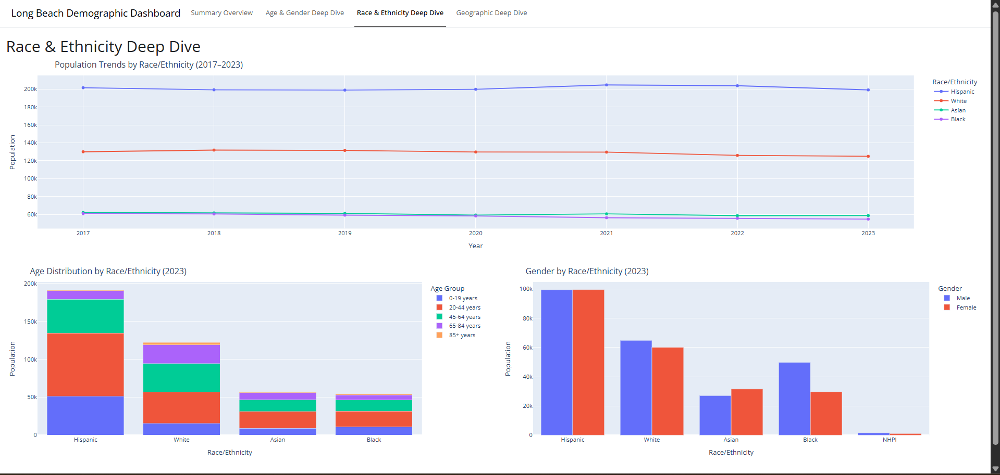 Long Beach Demographic Dashboard Summary Overview Age & Gender Deep Dive Race & Ethnicity Deep Dive Geographic Deep Dive
Race & Ethnicity Deep Dive
Population Trends by Race/Ethnicity (2017–2023)
Population
200k
180k
160k
140k
120k
100k
80k
60k
2017 2018 2019 2020 2021 2022 2023
Year
Race/Ethnicity
Hispanic
White
Asian
Black
Age Distribution by Race/Ethnicity (2023)
Population
200k
150k
100k
50k
0
Hispanic White Asian Black
Race/Ethnicity
Age Group
0-19 years
20-44 years
45-64 years
65-84 years
85+ years
Gender by Race/Ethnicity (2023)
Population
100k
80k
60k
40k
20k
0
Hispanic White Asian Black NHPI
Race/Ethnicity
Gender
Male
Female